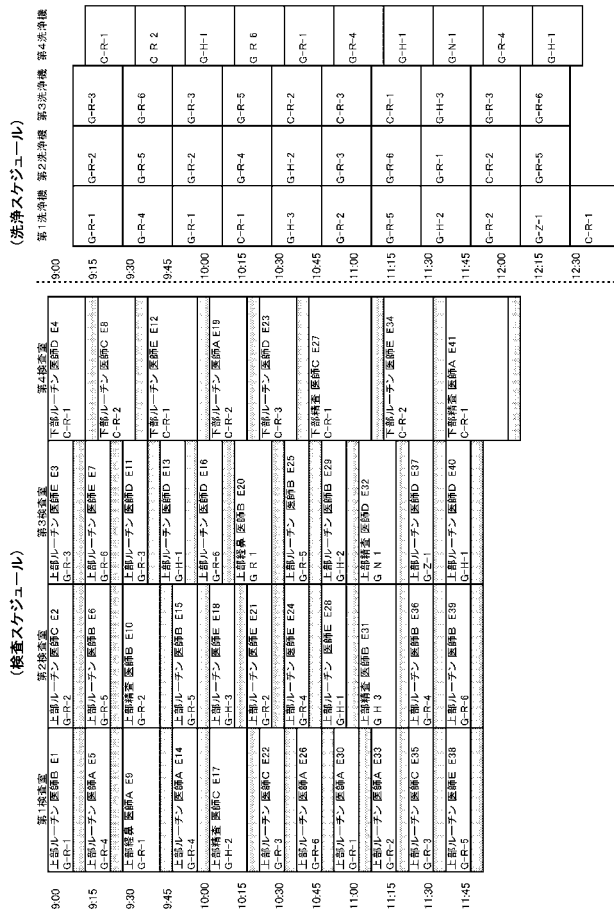 (検査スケジュール)
第1検査室 第2検査室 第3検査室 第4検査室
9:00
9:15
9:30
9:45
10:00
10:15
10:30
10:45
11:00
11:15
11:30
11:45
上部ルーチン 医師B E1
G-R-1
上部ルーチン 医師A E5
G-R-4
上部経鼻 医師A E9
G-R-1
上部ルーチン 医師A E14
G-R-4
上部精査 医師C E17
G-H-2
上部ルーチン 医師C E22
G-R-3
上部ルーチン 医師A E26
G-R-6
上部ルーチン 医師A E30
G-R-1
上部ルーチン 医師A E33
G-R-2
上部ルーチン 医師C E35
G-R-3
上部ルーチン 医師E E38
G-R-5
上部ルーチン 医師C E2
G-R-2
上部ルーチン 医師B E6
G-R-5
上部精査 医師B E10
G-R-2
上部ルーチン 医師B E15
G-R-5
上部ルーチン 医師E E18
G-H-3
上部ルーチン 医師E E21
G-R-2
上部ルーチン 医師E E24
G-R-4
上部ルーチン 医師E E28
G-H-1
上部精査 医師B E31
G H 3
上部ルーチン 医師B E36
G-R-4
上部ルーチン 医師B E39
G-R-6
上部ルーチン 医師E E3
G-R-3
上部ルーチン 医師E E7
G-R-6
上部ルーチン 医師D E11
G-R-3
上部ルーチン 医師D E13
G-H-1
上部ルーチン 医師D E16
G-R-6
上部経鼻 医師B E20
G R 1
上部ルーチン 医師B E25
G-R-5
上部ルーチン 医師B E29
G-H-2
上部精査 医師D E32
G N 1
上部ルーチン 医師D E37
G-Z-1
上部ルーチン 医師D E40
G-H-1
下部ルーチン 医師D E4
C-R-1
下部ルーチン 医師C E8
C-R-2
下部ルーチン 医師E E12
C-R-1
下部ルーチン 医師A E19
C-R-2
下部ルーチン 医師D E23
C-R-3
下部精査 医師C E27
C-R-1
下部ルーチン 医師E E34
C-R-2
下部精査 医師A E41
C-R-1
(洗浄スケジュール)
第1洗浄機 第2洗浄機 第3洗浄機 第4洗浄機
9:00
9:15
9:30
9:45
10:00
10:15
10:30
10:45
11:00
11:15
11:30
11:45
12:00
12:15
12:30
G-R-1
G-R-4
G-R-1
C-R-1
G-H-3
G-R-2
G-R-5
G-H-2
G-R-2
G-Z-1
C-R-1
G-R-2
G-R-5
G-R-2
G-R-4
G-H-2
C-R-3
G-R-6
G-R-1
C-R-2
G-R-5
G-R-3
G-R-6
G-R-3
G-R-5
C-R-2
G-R-3
C-R-1
G-H-3
G-R-3
G-R-6
C-R-1
C R 2
G-H-1
G R 6
G-R-1
G-R-4
G-H-1
G-N-1
G-R-4
G-H-1